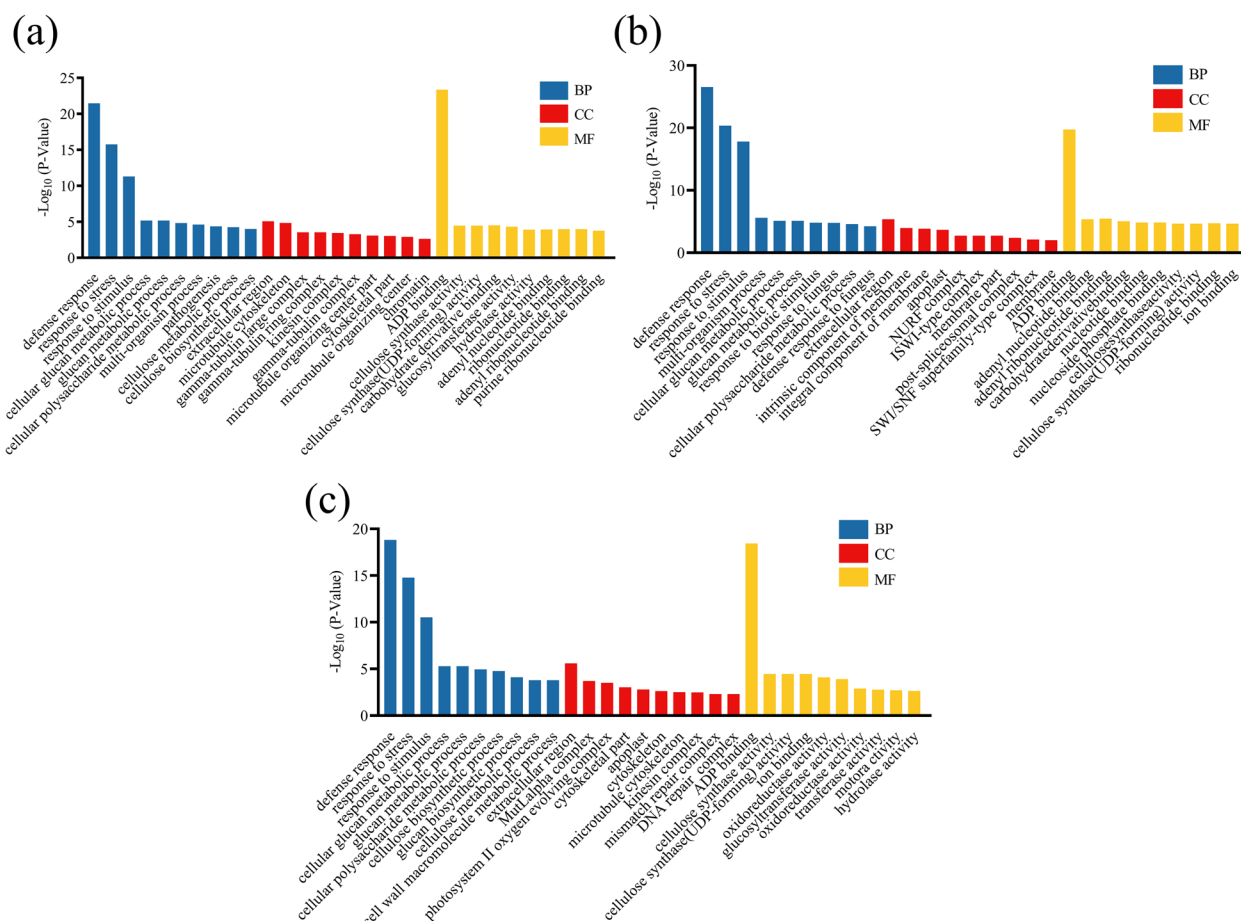 (a)
-Log10 (P-Value)
25
20
15
10
5
0
BP
CC
MF
defense response
response to stress
response to stimulus
cellular glucan metabolic process
glucan metabolic process
cellular polysaccharide metabolic process
multi-organism process
pathogenesis
cellulose metabolic process
cellulose biosynthetic process
extracellular region
microtubule cytoskeleton
gamma-tubulin large complex
gamma-tubulin ring complex
kinesin complex
gamma-tubulin complex
microtubule organizing center part
cytoskeletal part
microtubule organizing center
chromatin
ADP binding
cellulose synthase activity
cellulose synthase(UDP-forming) activity
carbohydrate derivative binding
glucosyltransferase activity
hydrolase activity
adenyl nucleotide binding
ribonucleotide binding
adenyl ribonucleotide binding
purine ribonucleotide binding
(b)
-Log10 (P-Value)
30
20
10
0
BP
CC
MF
defense response
response to stress
response to stimulus
multi-organism process
cellular glucan metabolic process
glucan metabolic process
response to biotic stimulus
response to fungus
cellular polysaccharide metabolic process
defense response to fungus
extracellular region
intrinsic component of membrane
integral component of membrane
apoplast
NURF complex
ISWI-type complex
membrane part
post-spliceosomal complex
SWI/SNF superfamily-type complex
membrane
ADP binding
adenyl nucleotide binding
adenyl ribonucleotide binding
carbohydratederivativebinding
nucleotide binding
nucleoside phosphate binding
cellulosesynthaseactivity,
cellulose synthase(UDP-forming) activity
ribonucleotide binding
ion binding
(c)
-Log10 (P-Value)
20
15
10
5
0
BP
CC
MF
defense response
response to stress
response to stimulus
cellular glucan metabolic process
glucan metabolic process
cellular polysaccharide metabolic process
cellulose biosynthetic process
glucan biosynthetic process
cellulose metabolic process
cell wall macromolecule metabolic process
extracellular region
MutLalpha complex
photosystem II oxygen evolving complex
cytoskeletal part
apoplast
cytoskeleton
microtubule cytoskeleton
kinesin complex
mismatch repair complex
DNA repair complex
ADP binding
cellulose synthase activity
cellulose synthase(UDP-forming) activity
ion binding
oxidoreductase activity
glucosyltransferase activity
oxidoreductase activity
transferase activity
motora ctivity
hydrolase activity